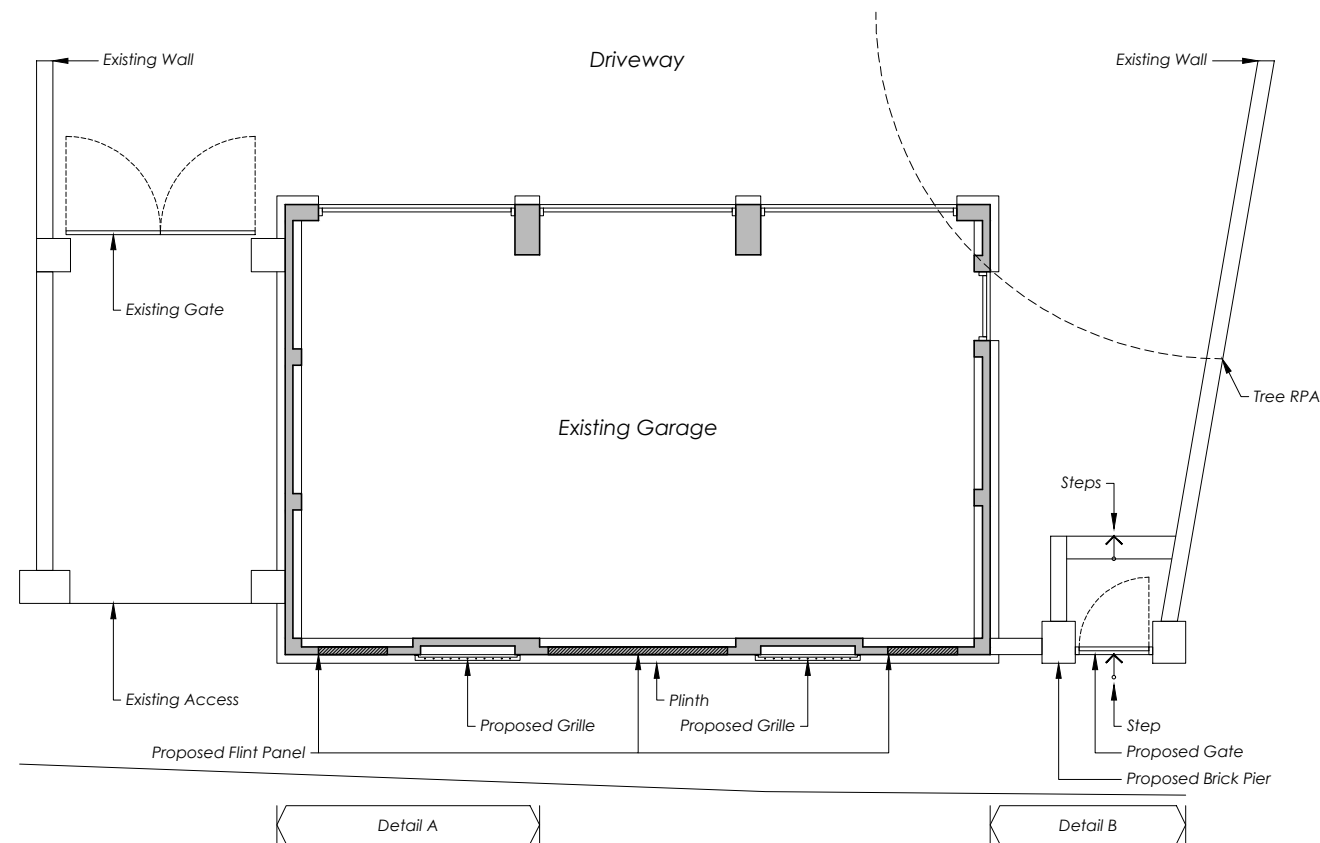 Existing Wall
Driveway
Existing Wall
Existing Gate
Tree RPA
Existing Garage
Steps
Existing Access
Plinth
Proposed Grille
Proposed Grille
Step
Proposed Flint Panel
Proposed Gate
Proposed Brick Pier
Detail A
Detail B